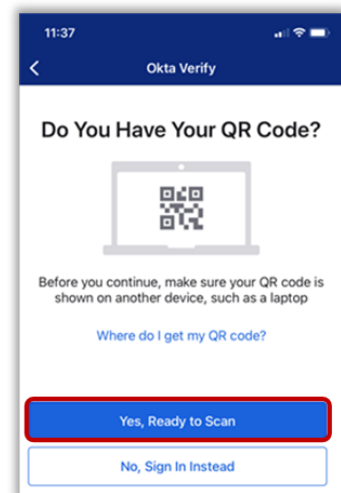 11:37
Okta Verify
Do You Have Your QR Code?
Before you continue, make sure your QR code is
shown on another device, such as a laptop
Where do I get my QR code?
Yes, Ready to Scan
No, Sign In Instead